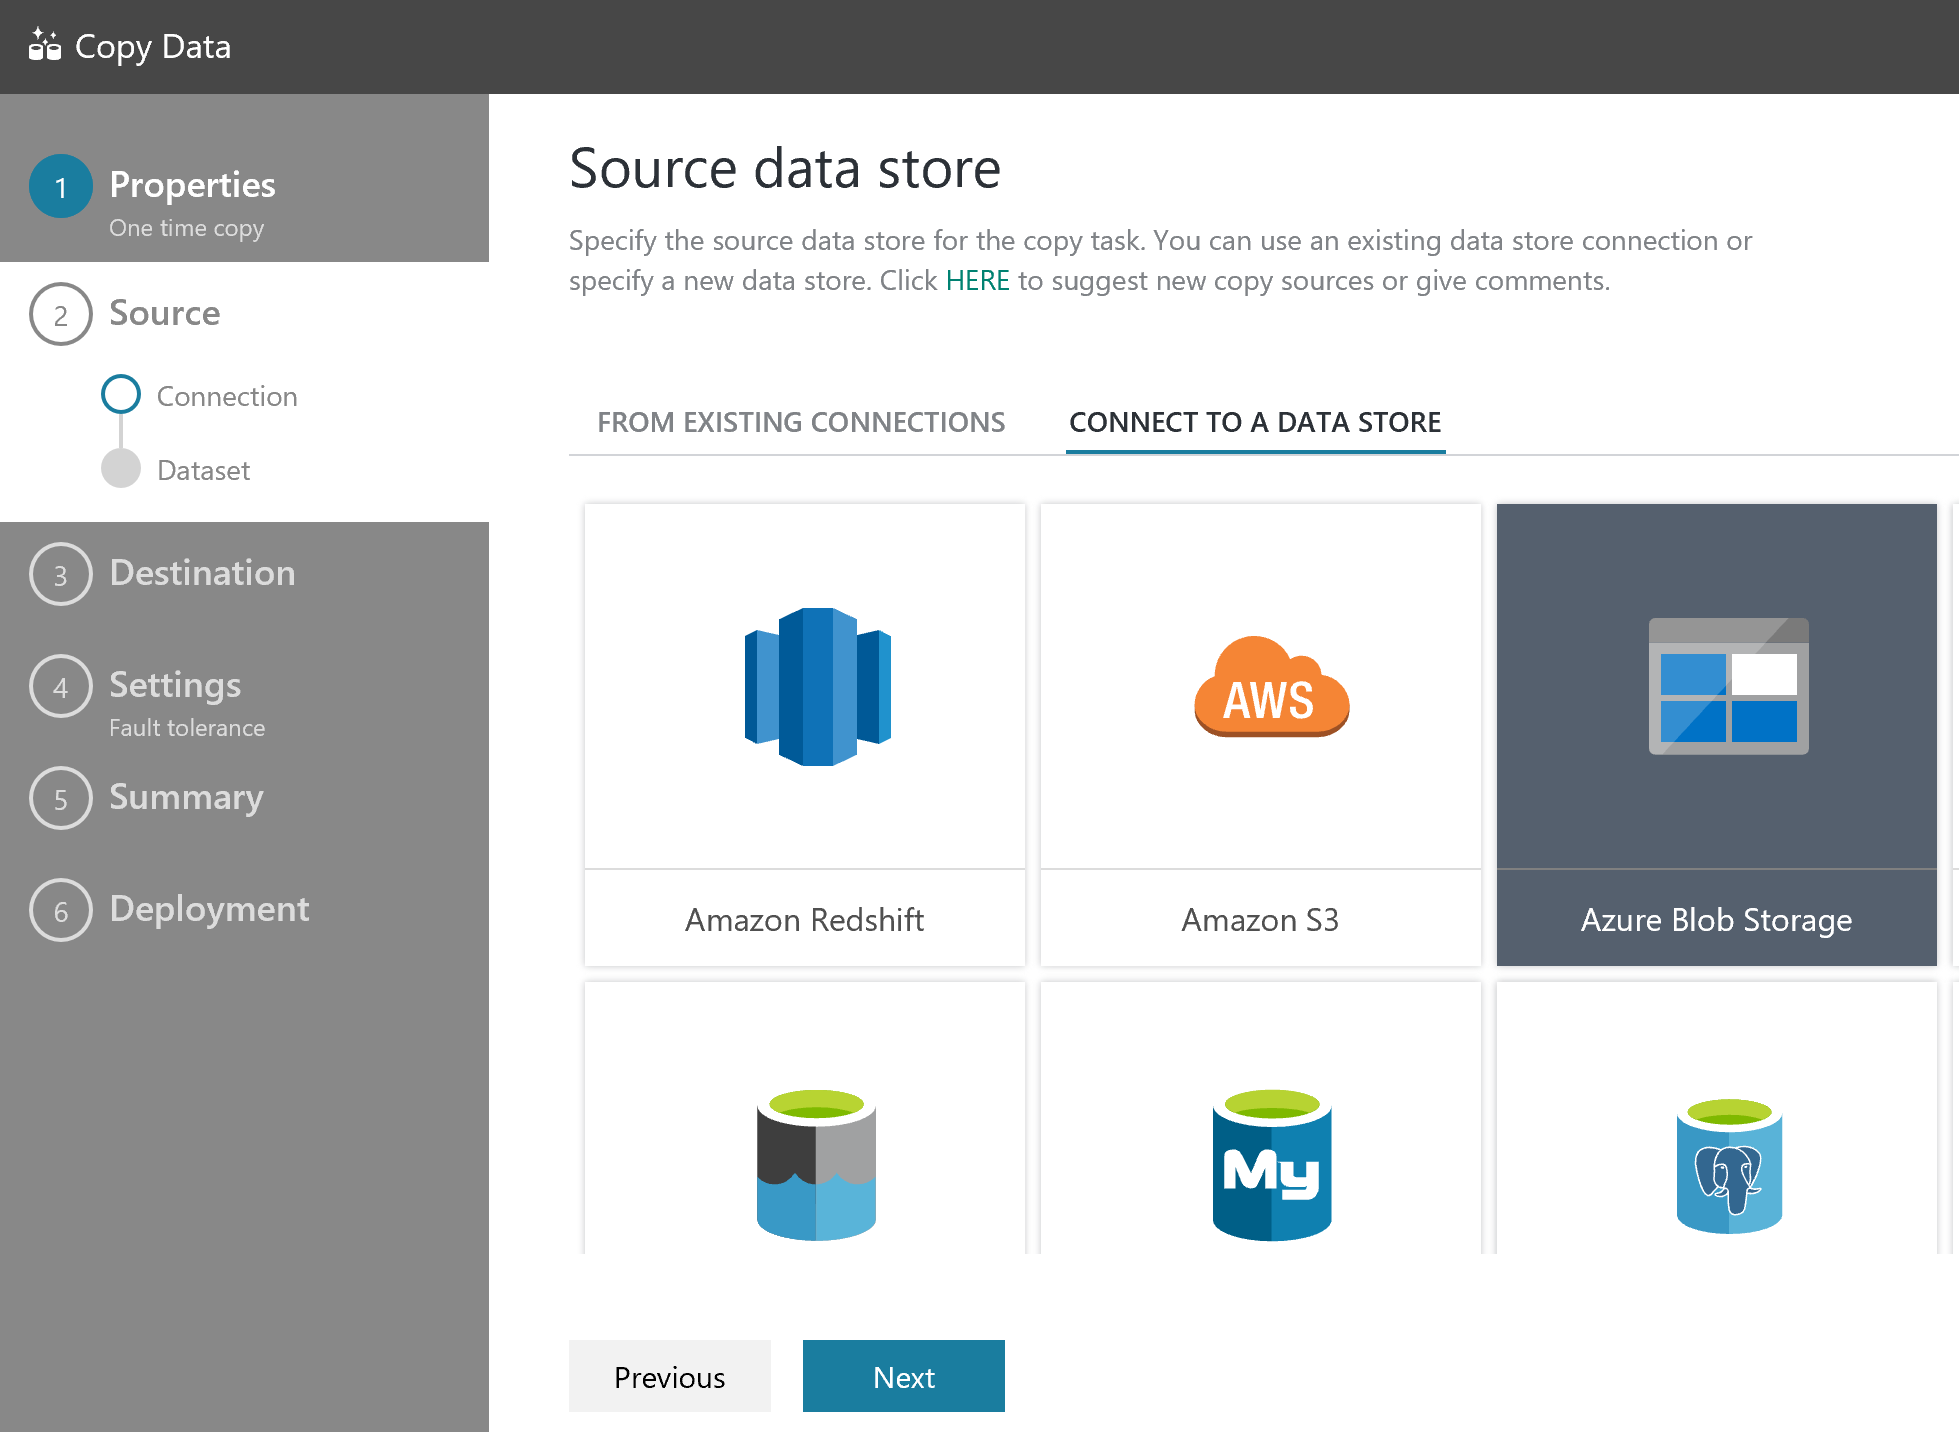 Copy Data
1 Properties
One time copy
2 Source
Connection
Dataset
3 Destination
4 Settings
Fault tolerance
5 Summary
6 Deployment
Source data store
Specify the source data store for the copy task. You can use an existing data store connection or
specify a new data store. Click HERE to suggest new copy sources or give comments.
FROM EXISTING CONNECTIONS CONNECT TO A DATA STORE
AWS
Amazon Redshift Amazon S3 Azure Blob Storage
My
Previous Next